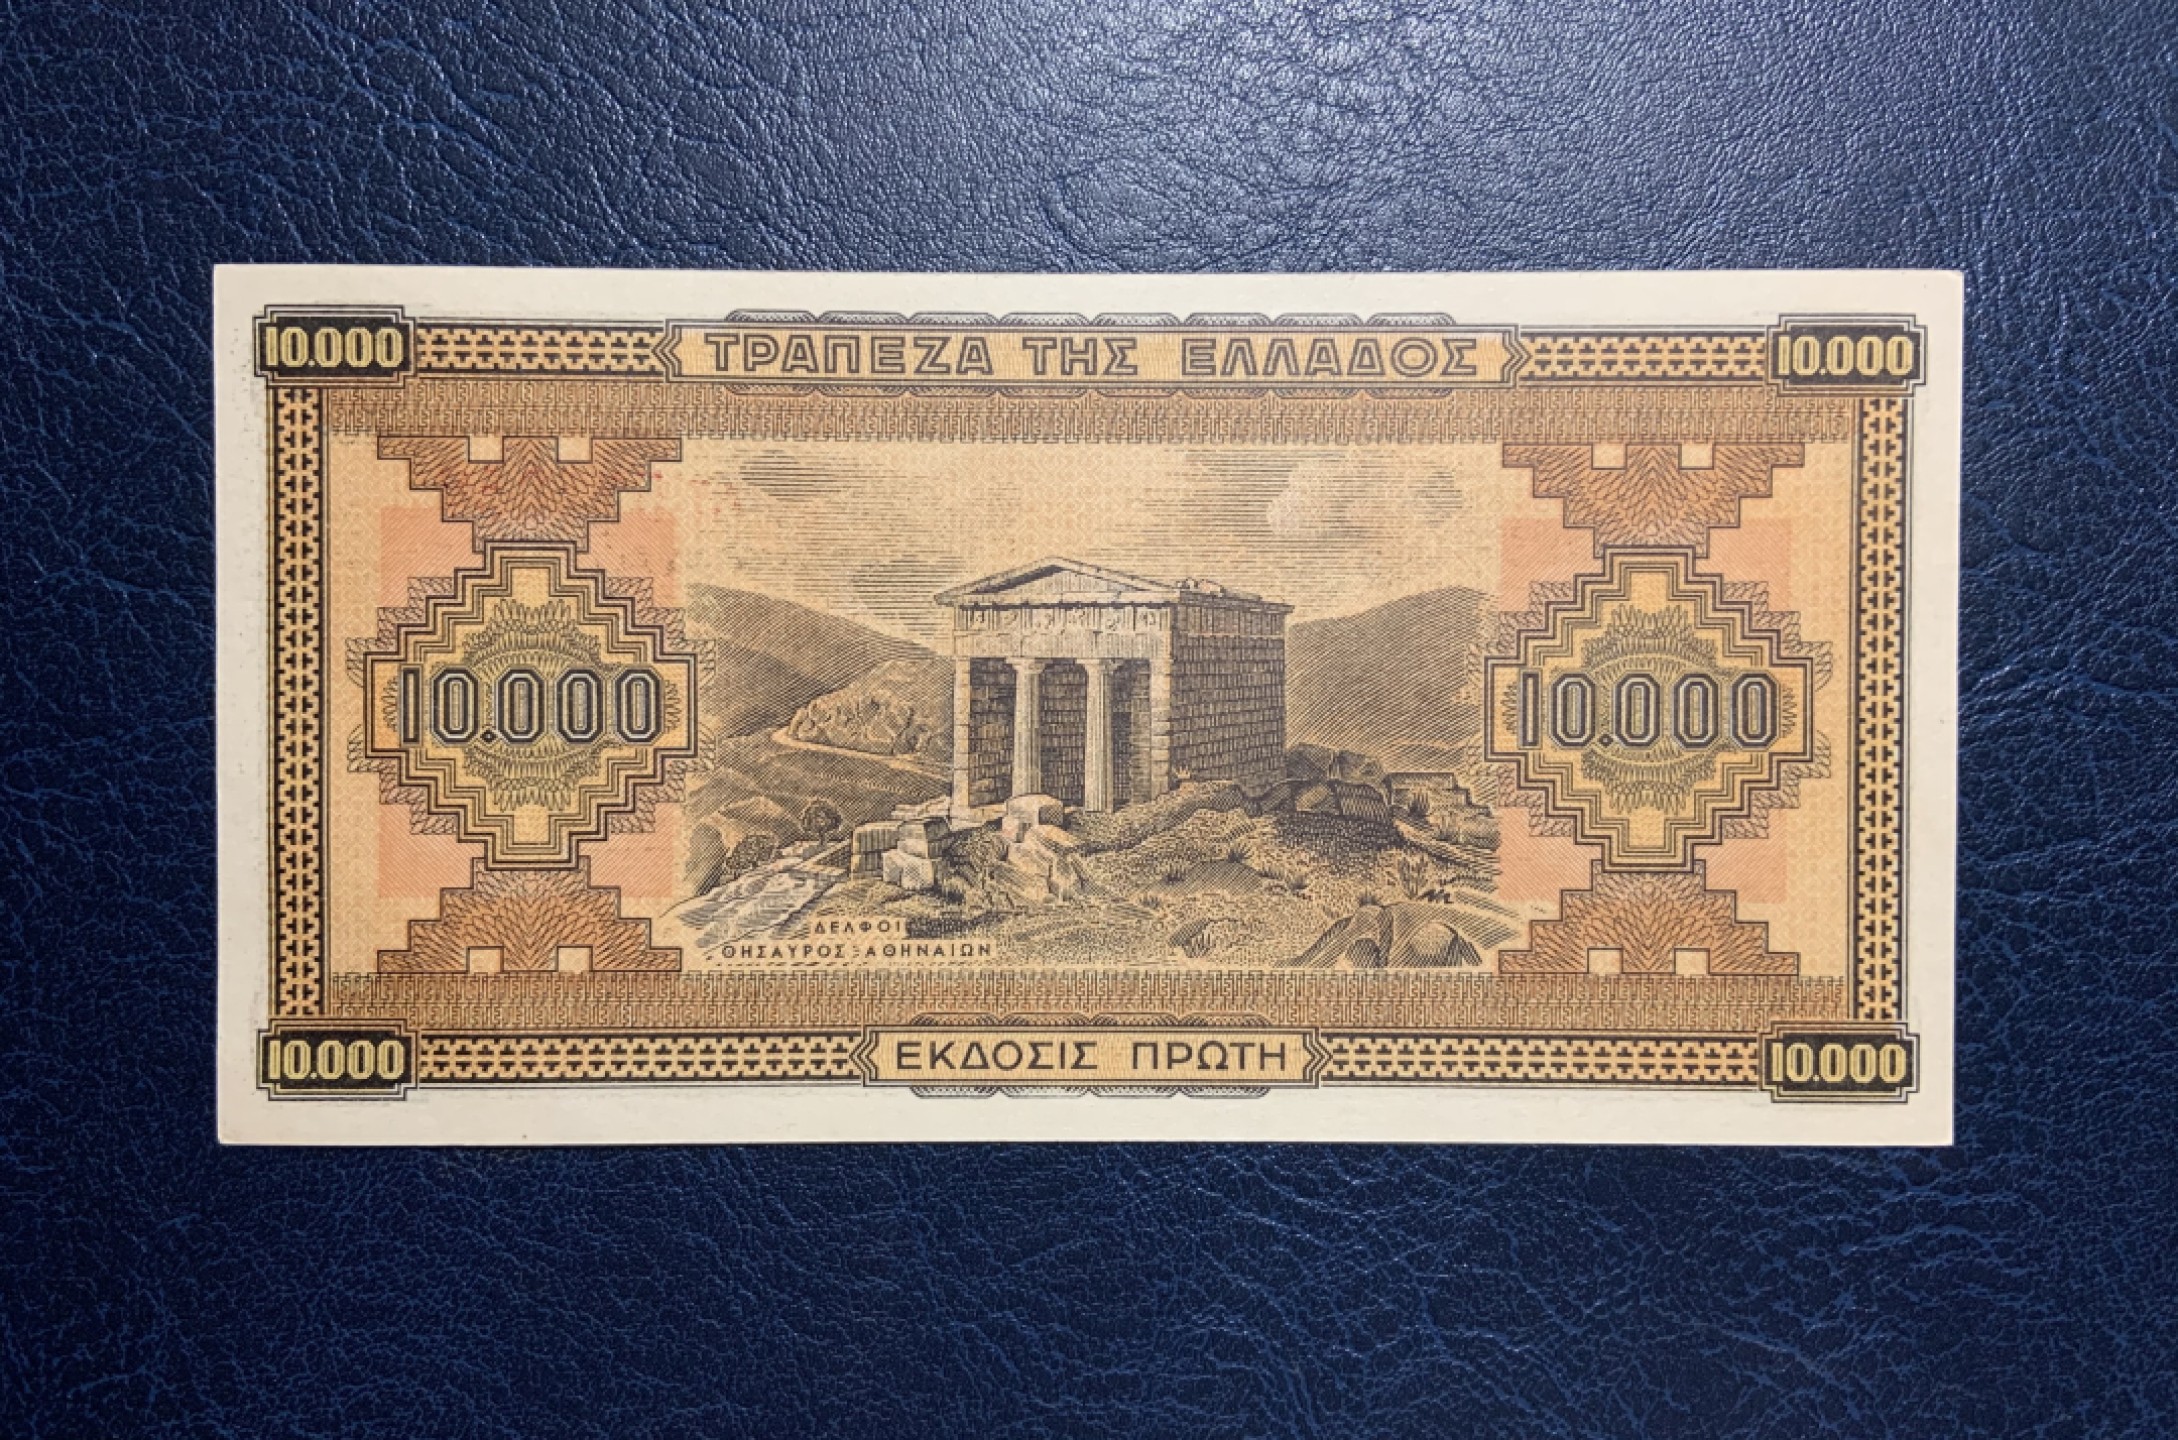 10.000 ΤΡΑΠΕΖΑ ΤΗΣ ΕΛΛΑΔΟΣ 10.000
10.000 10.000
ΔΕΛΦΟΙ
ΘΗΣΑΥΡΟΣ ΑΘΗΝΑΙΩΝ
10.000 ΕΚΔΟΣΙΣ ΠΡΩΤΗ 10.000